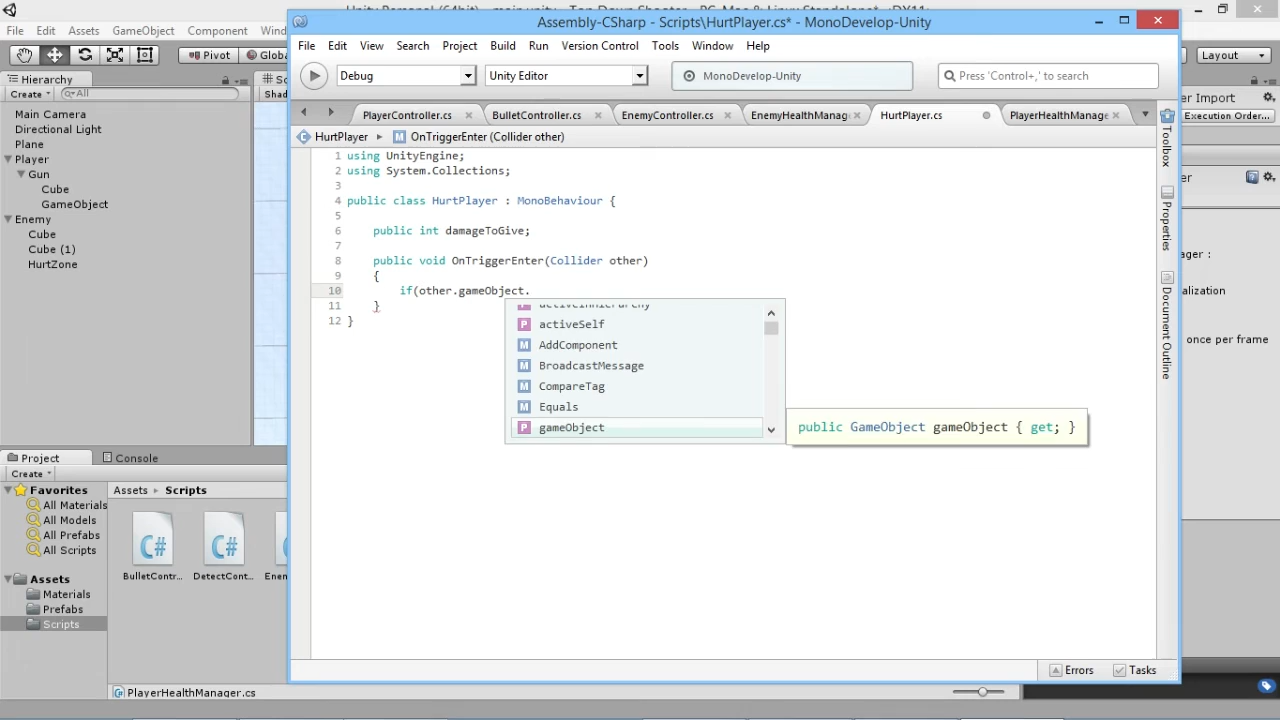 Assembly-CSharp - Scripts\HurtPlayer.cs* - MonoDevelop-Unity
File Edit Assets GameObject Component
File Edit View Search Project Build Run Version Control Tools Window Help
Pivot
Layout
Debug
Unity Editor
MonoDevelop-Unity
Press 'Control+,' to search
Hierarchy
Create
All
PlayerController.cs
BulletController.cs
EnemyController.cs
EnemyHealthManag
HurtPlayer.cs
PlayerHealthManage
Execution Order...
HurtPlayer
OnTriggerEnter (Collider other)
Main Camera
Directional Light
Plane
Player
Gun
Cube
GameObject
Enemy
Cube
Cube (1)
HurtZone
1 using UnityEngine;
2 using System.Collections;
3
4 public class HurtPlayer : MonoBehaviour {
5
6 public int damageToGive;
7
8 public void OnTriggerEnter(Collider other)
9 {
10 if(other.gameObject.
11 }
12 }
activeSelf
AddComponent
BroadcastMessage
CompareTag
Equals
gameObject
public GameObject gameObject { get; }
Toolbox
Properties
Document Outline
once per frame
Project
Console
Create
Favorites
All Materials
All Models
All Prefabs
All Scripts
Assets
Materials
Prefabs
Scripts
Assets Scripts
C#
C#
BulletContr...
DetectCont...
PlayerHealthManager.cs
Errors
Tasks